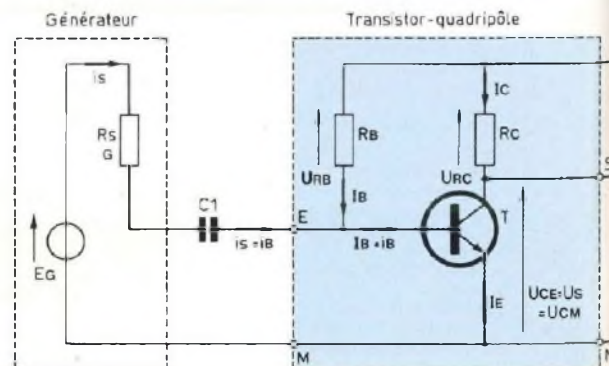 Générateur
Transistor-quadripôle
is
Rs
G
EG
C1
is = iB
E
M
RB
URB
IB
IB + iB
IC
RC
URC
T
IE
S
UCE = US
= UCM